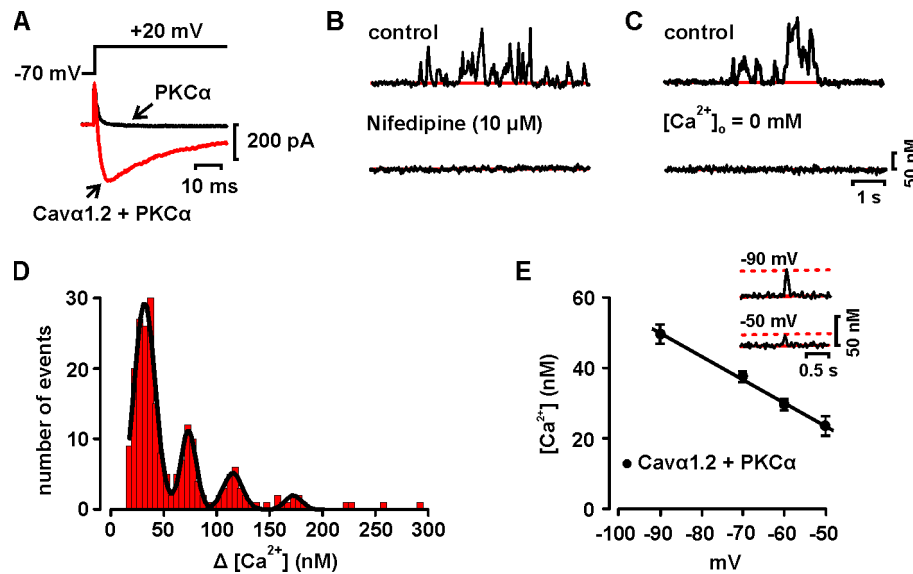 A
+20 mV
-70 mV
PKCα
200 pA
10 ms
Cavα1.2 + PKCα
B
control
Nifedipine (10 µM)
C
control
[Ca²⁺]ₒ = 0 mM
50 nM
1 s
D
30
20
10
0
number of events
0 50 100 150 200 250 300
Δ [Ca²⁺] (nM)
E
-90 mV
-50 mV
50 nM
0.5 s
60
40
20
0
[Ca²⁺] (nM)
Cavα1.2 + PKCα
-100 -90 -80 -70 -60 -50
mV